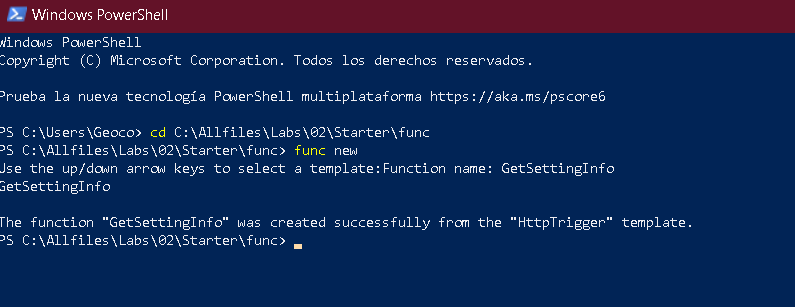 Windows PowerShell
Windows PowerShell
Copyright (C) Microsoft Corporation. Todos los derechos reservados.
Prueba la nueva tecnología PowerShell multiplataforma https://aka.ms/pscore6
PS C:\Users\Geoco> cd C:\Allfiles\Labs\02\Starter\func
PS C:\Allfiles\Labs\02\Starter\func> func new
Use the up/down arrow keys to select a template:Function name: GetSettingInfo
GetSettingInfo
The function "GetSettingInfo" was created successfully from the "HttpTrigger" template.
PS C:\Allfiles\Labs\02\Starter\func>